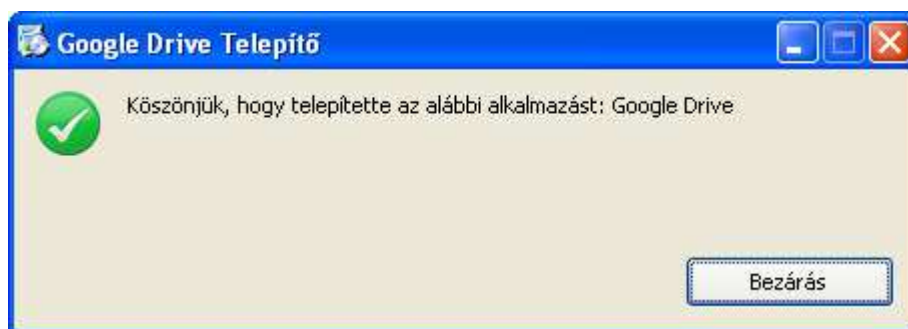 Google Drive Telepítő
Köszönjük, hogy telepítette az alábbi alkalmazást: Google Drive
Bezárás